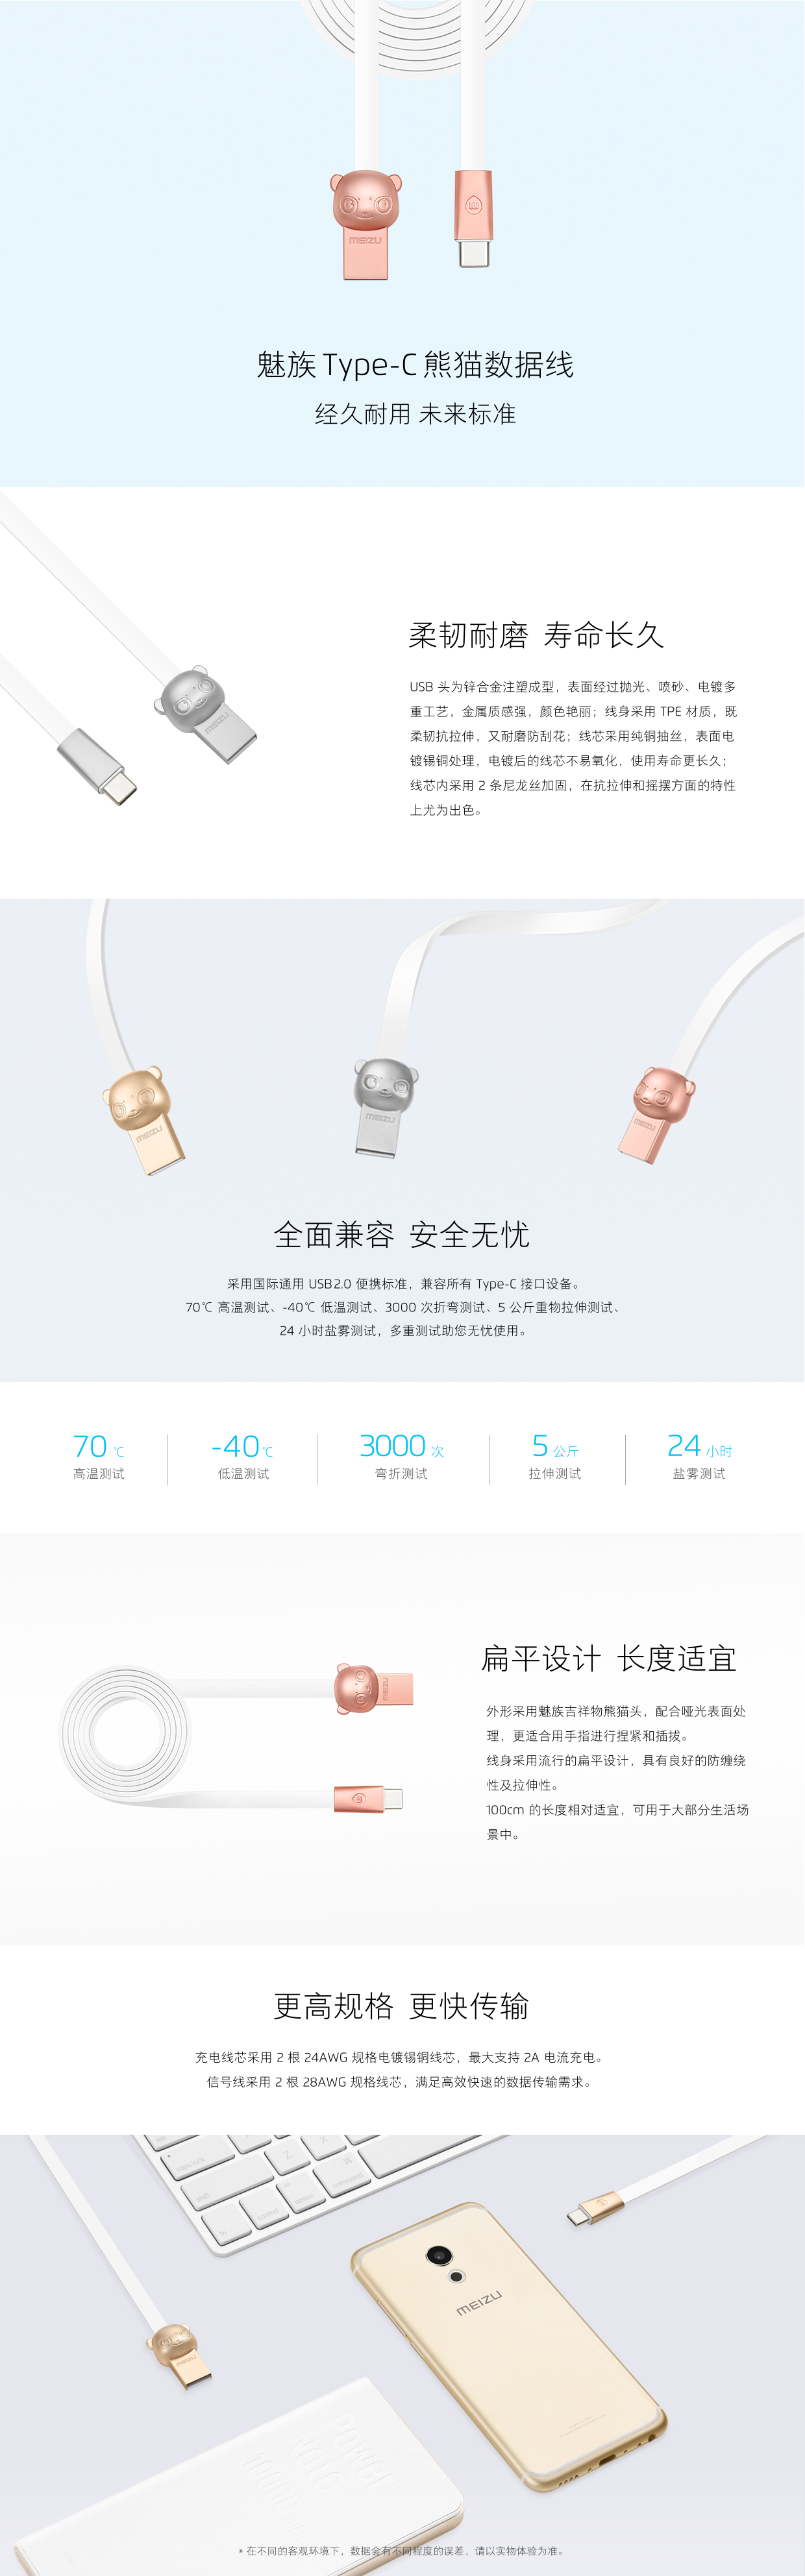 MEIZU
魅族 Type-C 熊猫数据线
经久耐用 未来标准
MEIZU
柔韧耐磨 寿命长久
USB 头为锌合金注塑成型，表面经过抛光、喷砂、电镀多
重工艺，金属质感强，颜色艳丽；线身采用 TPE 材质，既
柔韧抗拉伸，又耐磨防刮花；线芯采用纯铜抽丝，表面电
镀锡铜处理，电镀后的线芯不易氧化，使用寿命更长久；
线芯内采用 2 条尼龙丝加固，在抗拉伸和摇摆方面的特性
上尤为出色。
MEIZU
MEIZU
MEIZU
全面兼容 安全无忧
采用国际通用 USB2.0 便携标准，兼容所有 Type-C 接口设备。
70℃ 高温测试、-40℃ 低温测试、3000 次折弯测试、5 公斤重物拉伸测试、
24 小时盐雾测试，多重测试助您无忧使用。
70 ℃
高温测试
-40 ℃
低温测试
3000 次
弯折测试
5 公斤
拉伸测试
24 小时
盐雾测试
扁平设计 长度适宜
MEIZU
外形采用魅族吉祥物熊猫头，配合哑光表面处
理，更适合用手指进行捏紧和插拔。
线身采用流行的扁平设计，具有良好的防缠绕
性及拉伸性。
100cm 的长度相对适宜，可用于大部分生活场
景中。
更高规格 更快传输
充电线芯采用 2 根 24AWG 规格电镀锡铜线芯，最大支持 2A 电流充电。
信号线采用 2 根 28AWG 规格线芯，满足高效快速的数据传输需求。
tab
caps lock
shift
Z
X
fn
control
option
command
MEIZU
MEIZU
Power
* 在不同的客观环境下，数据会有不同程度的误差，请以实物体验为准。